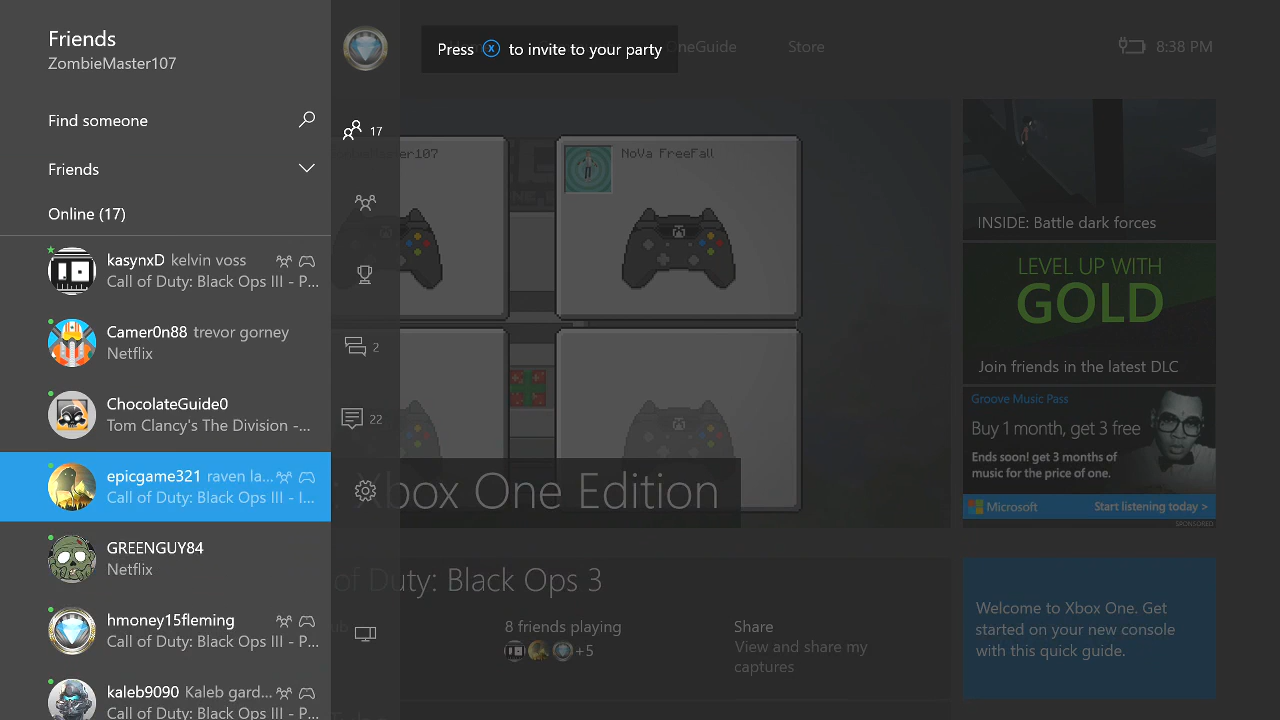 Friends
ZombieMaster107
Find someone
Friends
Online (17)
kasynxD kelvin voss
Call of Duty: Black Ops III - P...
Camer0n88 trevor gorney
Netflix
ChocolateGuide0
Tom Clancy's The Division -...
epicgame321 raven la...
Call of Duty: Black Ops III - I...
GREENGUY84
Netflix
hmoney15fleming
Call of Duty: Black Ops III - P...
kaleb9090 Kaleb gard...
Call of Duty: Black Ops III - P...
17
2
22
Press X to invite to your party
OneGuide
Store
8:38 PM
NoVa FreeFall
: Xbox One Edition
of Duty: Black Ops 3
8 friends playing
+5
Share
View and share my
captures
INSIDE: Battle dark forces
LEVEL UP WITH
GOLD
Join friends in the latest DLC
Groove Music Pass
Buy 1 month, get 3 free
Ends soon! get 3 months of
music for the price of one.
Microsoft
Start listening today >
SPONSORED
Welcome to Xbox One. Get
started on your new console
with this quick guide.